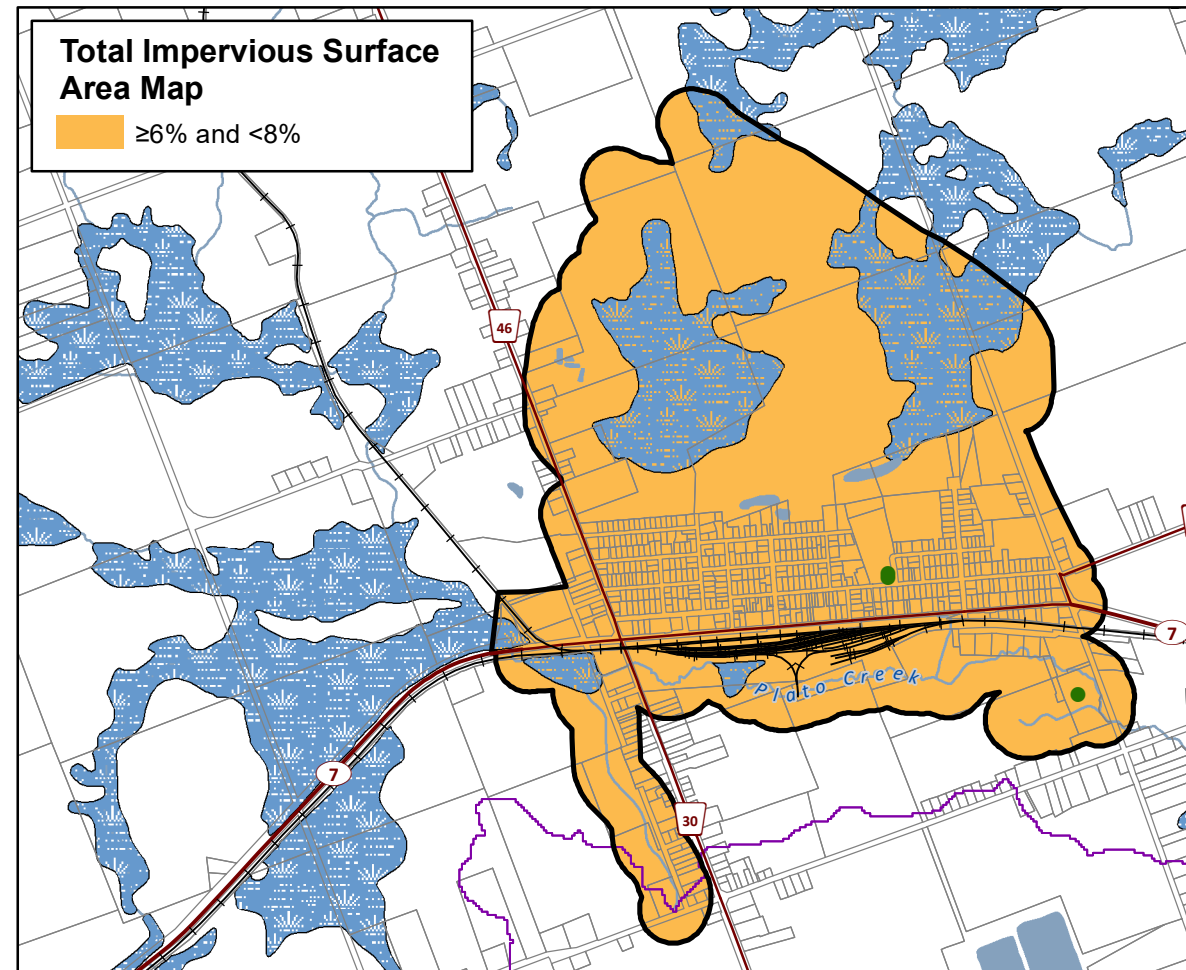 Total Impervious Surface
Area Map
≥6% and <8%
46
7
Plato Creek
7
30